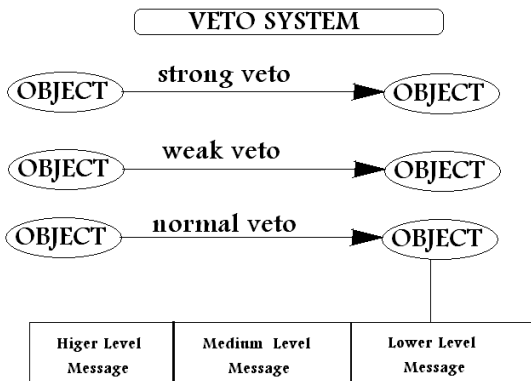 VETO SYSTEM
strong veto
OBJECT OBJECT
weak veto
OBJECT OBJECT
normal veto
OBJECT OBJECT
Higer Level Medium Level Lower Level
Message Message Message